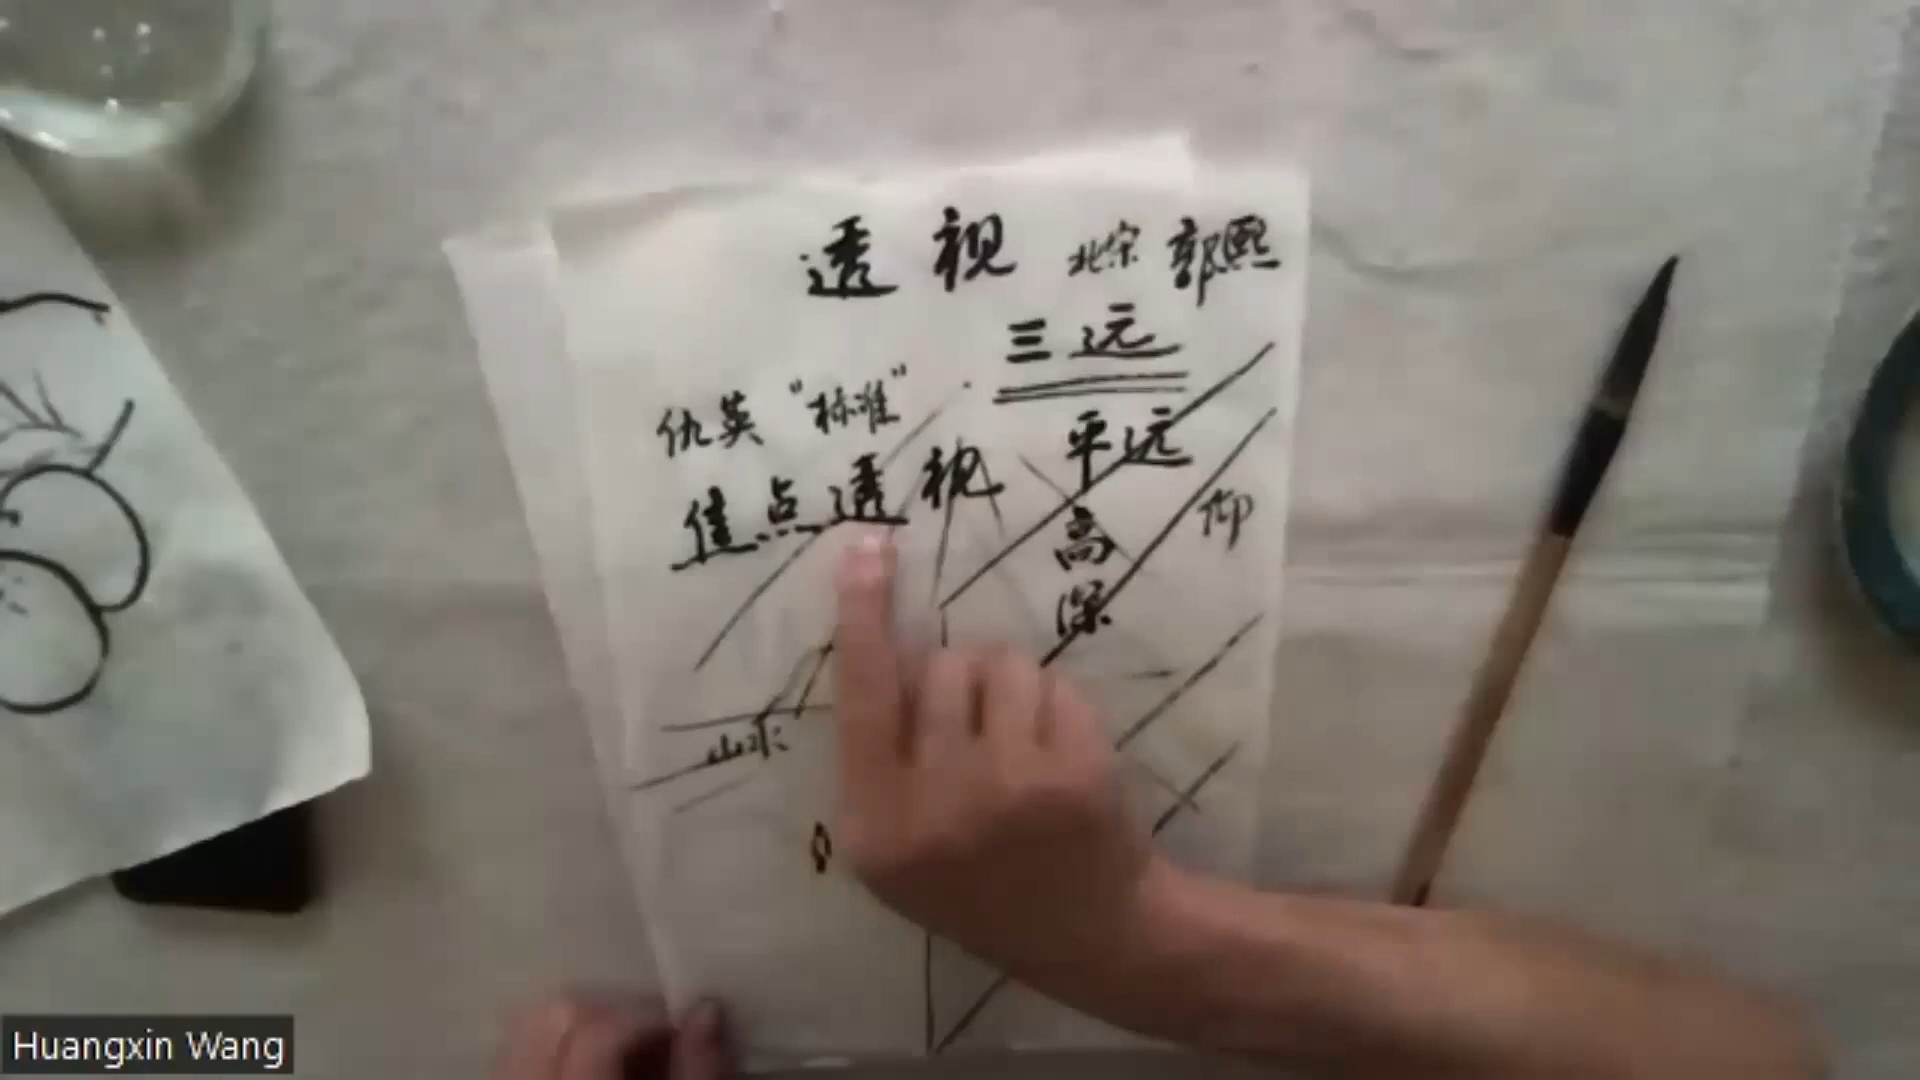 透视 北宋 郭熙
三远
仇英 "标准"
平远
焦点透视
仰
高
深
山水
Huangxin Wang